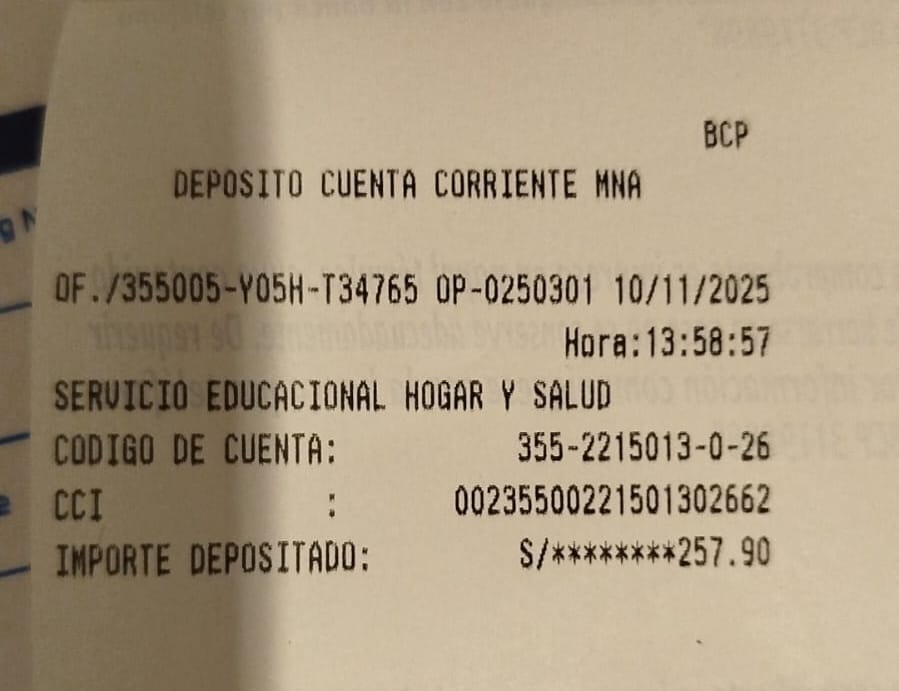 BCP
DEPOSITO CUENTA CORRIENTE MNA
OF./355005-Y05H-T34765 OP-0250301 10/11/2025
Hora:13:58:57
SERVICIO EDUCACIONAL HOGAR Y SALUD
CODIGO DE CUENTA: 355-2215013-0-26
CCI : 00235500221501302662
IMPORTE DEPOSITADO: S/********257.90